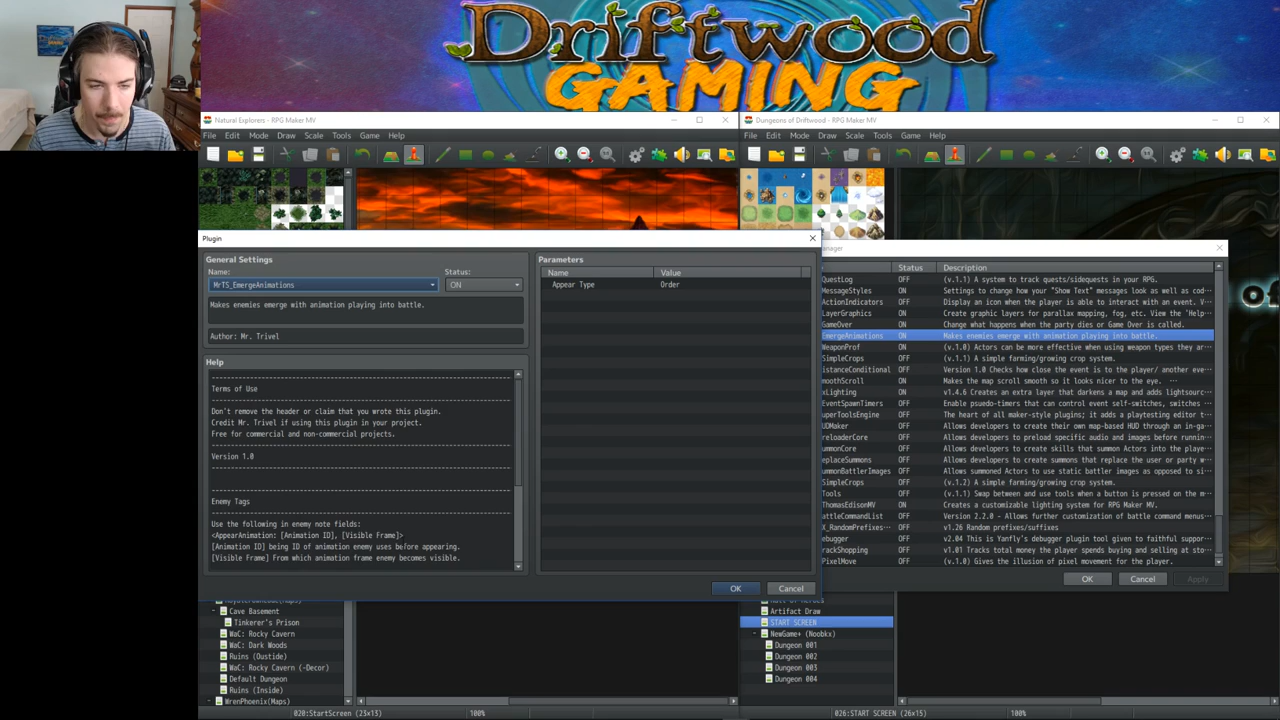 Driftwood
GAMING
Natural Explorers - RPG Maker MV
File Edit Mode Draw Scale Tools Game Help
Dungeons of Driftwood - RPG Maker MV
File Edit Mode Draw Scale Tools Game Help
Plugin
General Settings
Name:
Status:
MrTS_EmergeAnimations
ON
Makes enemies emerge with animation playing into battle.
Author: Mr. Trivel
Help
Terms of Use
Don't remove the header or claim that you wrote this plugin.
Credit Mr. Trivel if using this plugin in your project.
Free for commercial and non-commercial projects.
Version 1.0
Enemy Tags
Use the following in enemy note fields:
<AppearAnimation: [Animation ID], [Visible Frame]>
[Animation ID] being ID of animation enemy uses before appearing.
[Visible Frame] From which animation frame enemy becomes visible.
Parameters
Name Value
Appear Type Order
OK Cancel
anager
Status Description
QuestLog OFF (v.1.1) A system to track quests/sidequests in your RPG.
MessageStyles ON Settings to change how your "Show Text" messages look as well as cod...
ActionIndicators OFF Display an icon when the player is able to interact with an event. V...
LayerGraphics ON Create graphic layers for parallax mapping, fog, etc. View the 'Help...
GameOver ON Change what happens when the party dies or Game Over is called.
EmergeAnimations ON Makes enemies emerge with animation playing into battle.
WeaponProf ON (v.1.0) Actors can be more effective when using weapon types they ar...
SimpleCrops OFF (v.1.1) A simple farming/growing crop system.
istanceConditional OFF Version 1.0 Checks how close the event is to the player/ another eve...
moothScroll ON Makes the map scroll smooth so it looks nicer to the eye. ...
xLighting ON v1.4.6 Creates an extra layer that darkens a map and adds lightsourc...
EventSpawnTimers OFF Enable psuedo-timers that can control event self-switches, switches ...
uperToolsEngine OFF The heart of all maker-style plugins; it adds a playtesting editor t...
UDMaker OFF Allows developers to create their own map-based HUD through an in-ga...
reloaderCore OFF Allows developers to preload specific audio and images before runnin...
ummonCore OFF Allows developers to create skills that summon Actors into the playe...
eplaceSummons OFF Allows developers to create summons that replace the user or party w...
ummonBattlerImages OFF Allows summoned Actors to use static battler images as opposed to si...
SimpleCrops OFF (v.1.2) A simple farming/growing crop system.
Tools OFF (v.1.1) Swap between and use tools when a button is pressed on the m...
ThomasEdisonMV OFF Creates a customizable lighting system for RPG Maker MV.
attleCommandList OFF Version 2.2.0 - Allows further customization of battle command menus...
X_RandomPrefixes... OFF v1.26 Random prefixes/suffixes
ebugger OFF v2.04 This is Yanfly's debugger plugin tool given to faithful suppor...
rackShopping OFF v1.01 Tracks total money the player spends buying and selling at sto...
PixelMove OFF (v.1.0) Gives the illusion of pixel movement for the player.
OK Cancel Apply
of
Cave Basement
Tinkerer's Prison
WaC: Rocky Cavern
WaC: Dark Woods
Ruins (Oustide)
WaC: Rocky Cavern (-Decor)
Default Dungeon
Ruins (Inside)
WrenPhoenix(Maps)
020:StartScreen (23x13) 100%
Artifact Draw
START SCREEN
NewGame+ (Noobkx)
Dungeon 001
Dungeon 002
Dungeon 003
Dungeon 004
026:START SCREEN (26x15) 100%